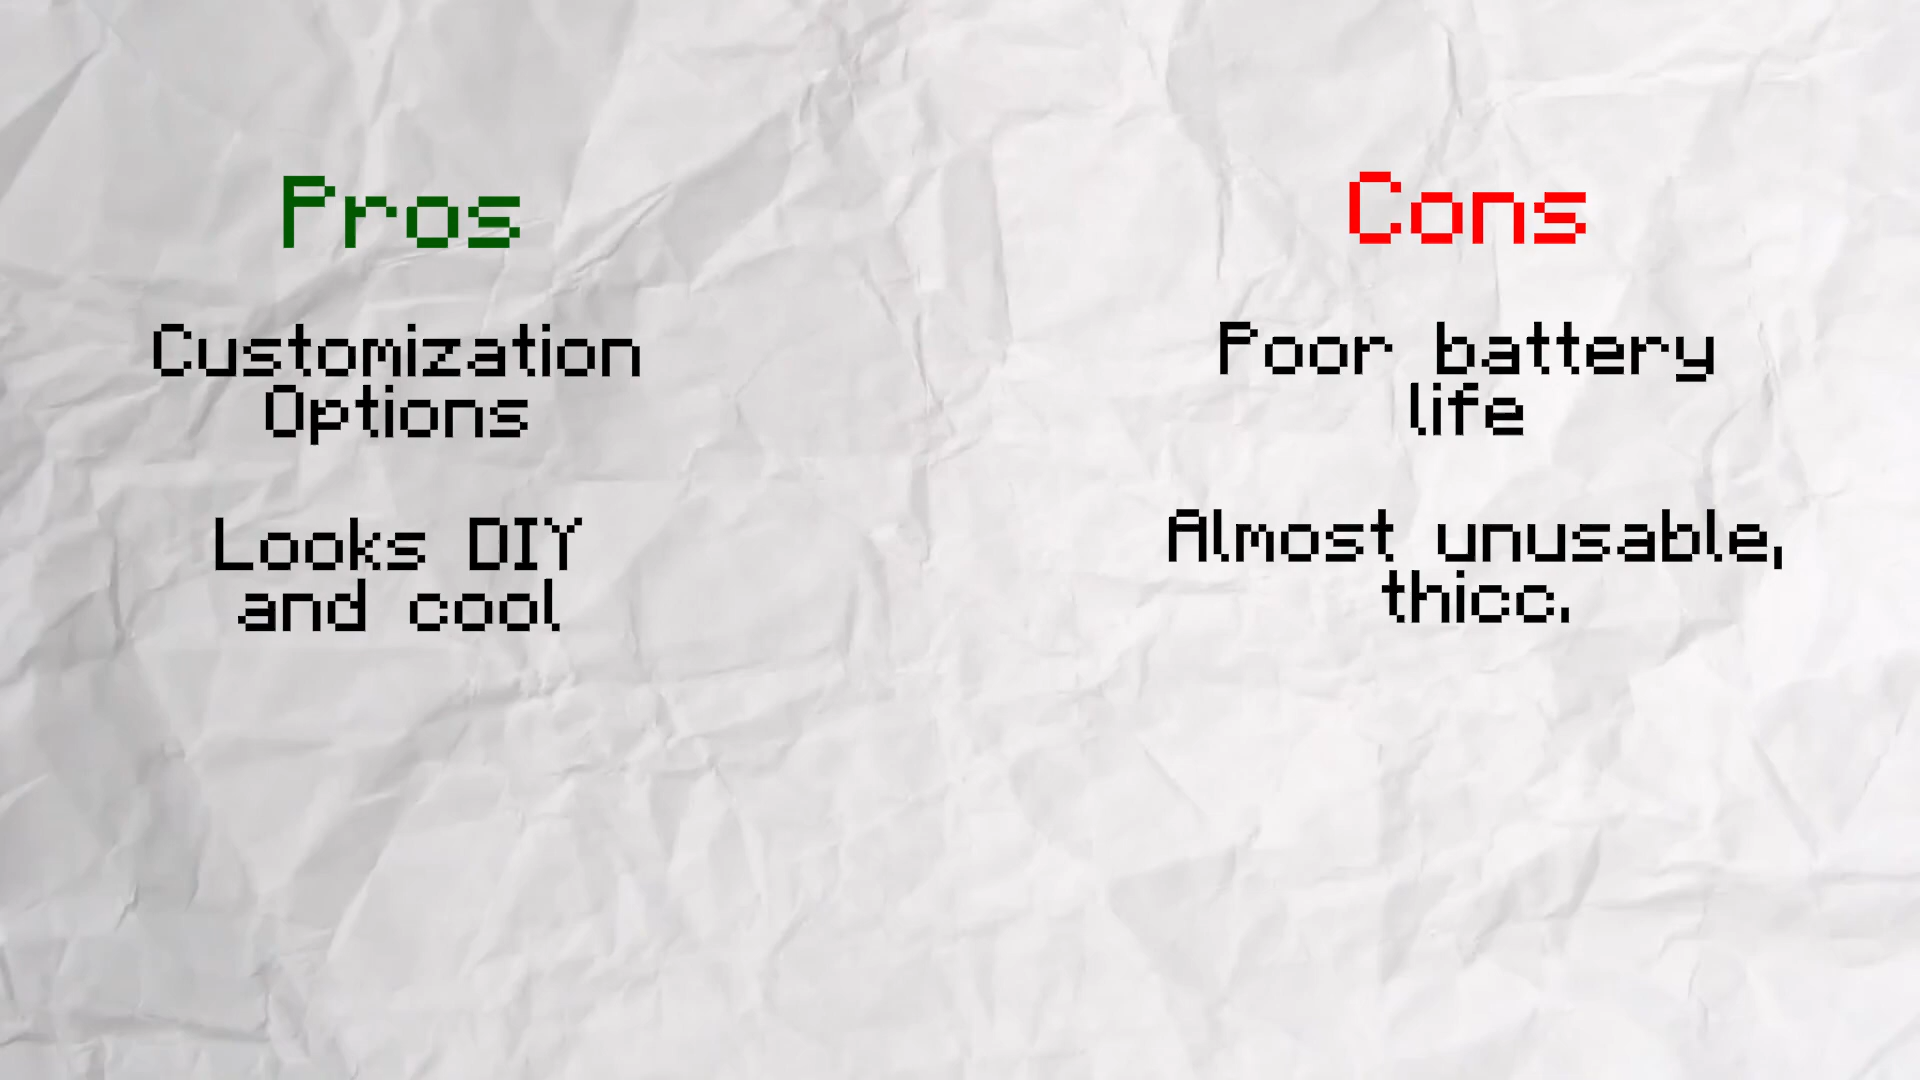 Pros
Customization
Options
Looks DIY
and cool
Cons
Poor battery
life
Almost unusable,
thicc.